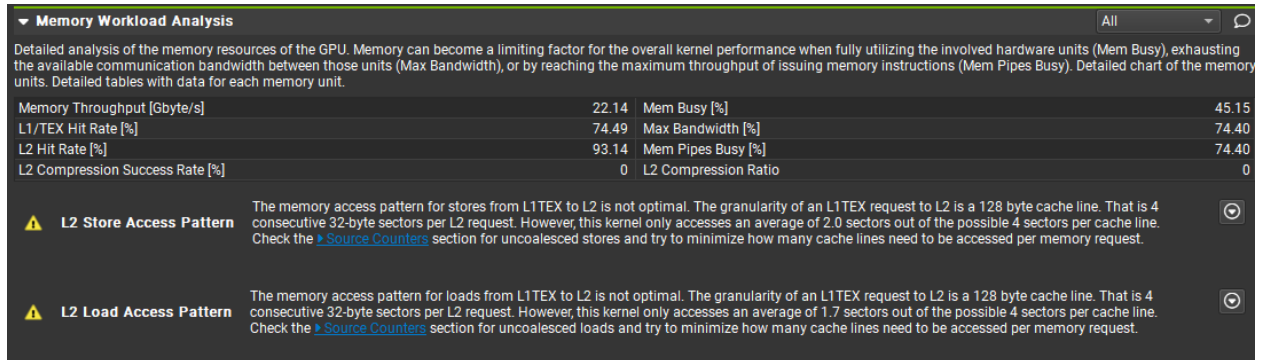 Memory Workload Analysis
All
Detailed analysis of the memory resources of the GPU. Memory can become a limiting factor for the overall kernel performance when fully utilizing the involved hardware units (Mem Busy), exhausting
the available communication bandwidth between those units (Max Bandwidth), or by reaching the maximum throughput of issuing memory instructions (Mem Pipes Busy). Detailed chart of the memory
units. Detailed tables with data for each memory unit.
Memory Throughput [Gbyte/s] 22.14 Mem Busy [%] 45.15
L1/TEX Hit Rate [%] 74.49 Max Bandwidth [%] 74.40
L2 Hit Rate [%] 93.14 Mem Pipes Busy [%] 74.40
L2 Compression Success Rate [%] 0 L2 Compression Ratio 0
L2 Store Access Pattern
The memory access pattern for stores from L1TEX to L2 is not optimal. The granularity of an L1TEX request to L2 is a 128 byte cache line. That is 4
consecutive 32-byte sectors per L2 request. However, this kernel only accesses an average of 2.0 sectors out of the possible 4 sectors per cache line.
Check the Source Counters section for uncoalesced stores and try to minimize how many cache lines need to be accessed per memory request.
L2 Load Access Pattern
The memory access pattern for loads from L1TEX to L2 is not optimal. The granularity of an L1TEX request to L2 is a 128 byte cache line. That is 4
consecutive 32-byte sectors per L2 request. However, this kernel only accesses an average of 1.7 sectors out of the possible 4 sectors per cache line.
Check the Source Counters section for uncoalesced loads and try to minimize how many cache lines need to be accessed per memory request.